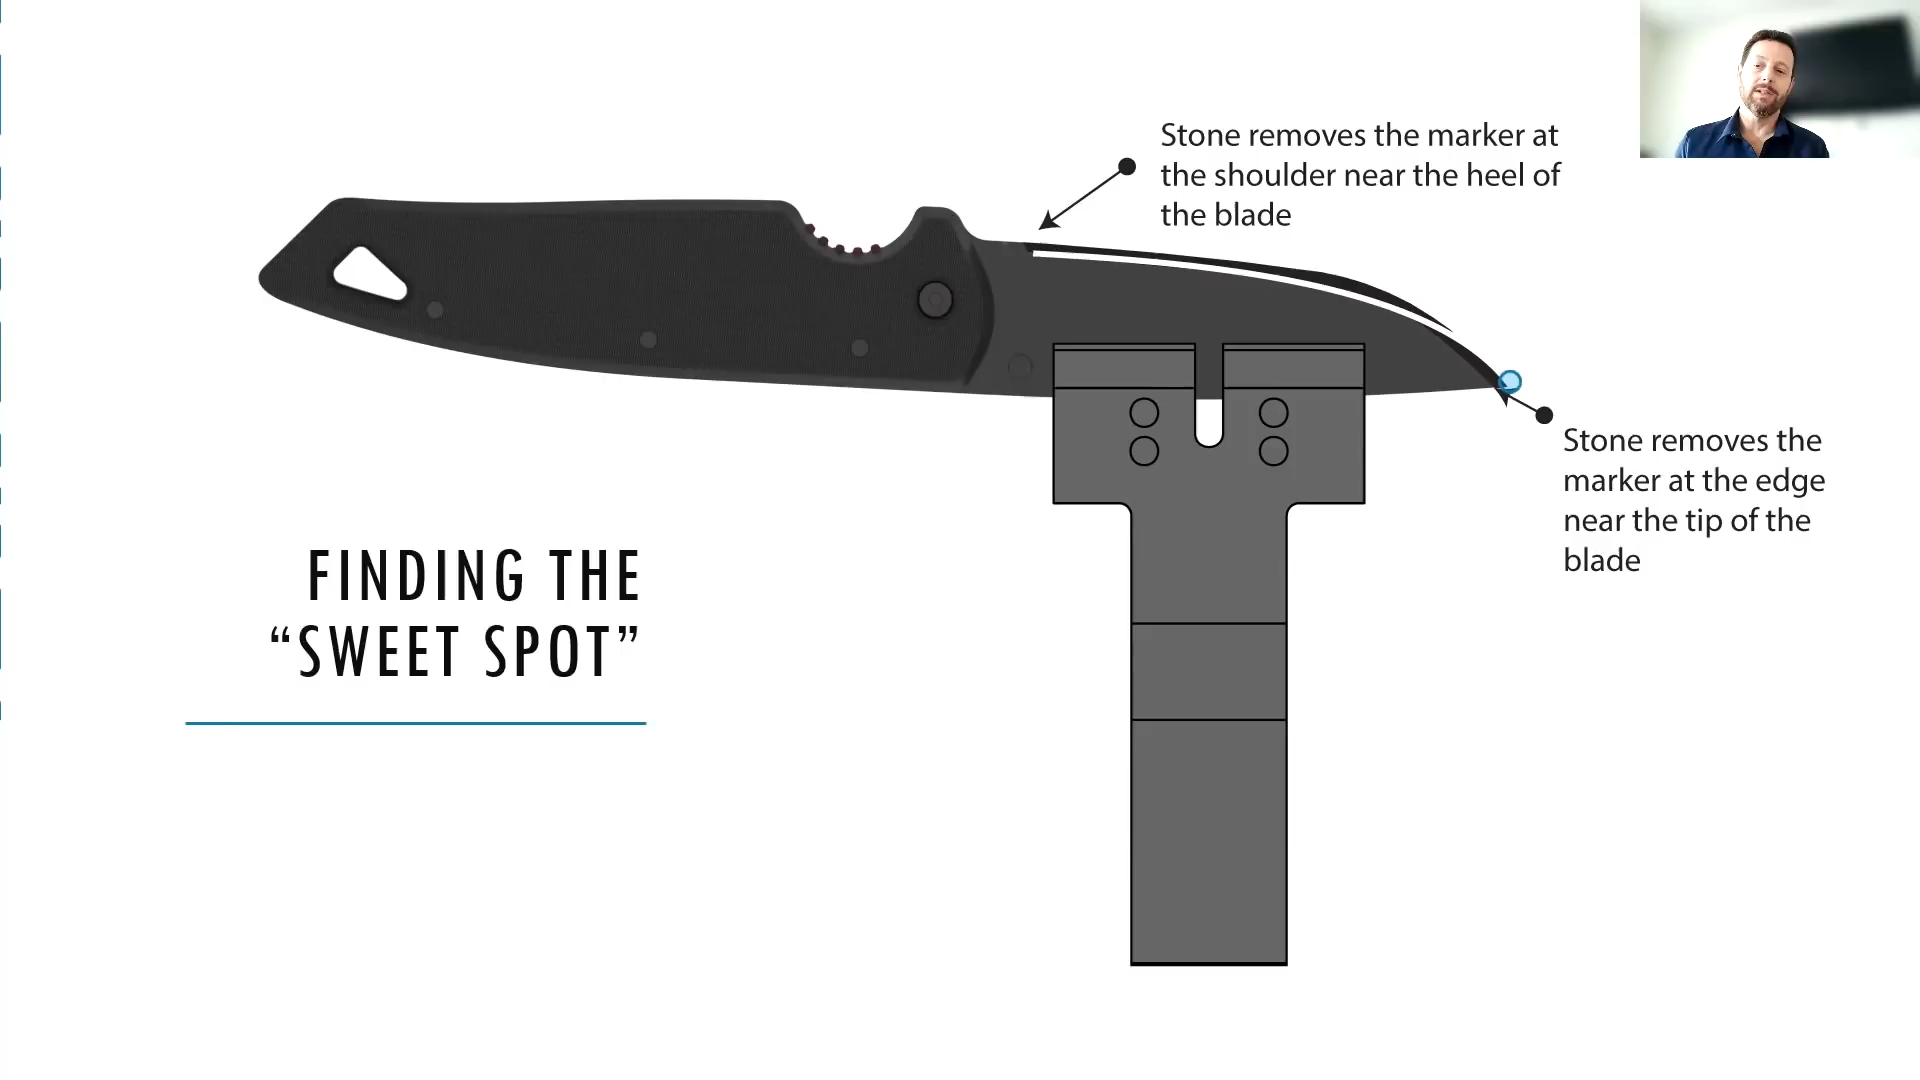 Stone removes the marker at
the shoulder near the heel of
the blade
Stone removes the
marker at the edge
near the tip of the
blade
FINDING THE
“SWEET SPOT”